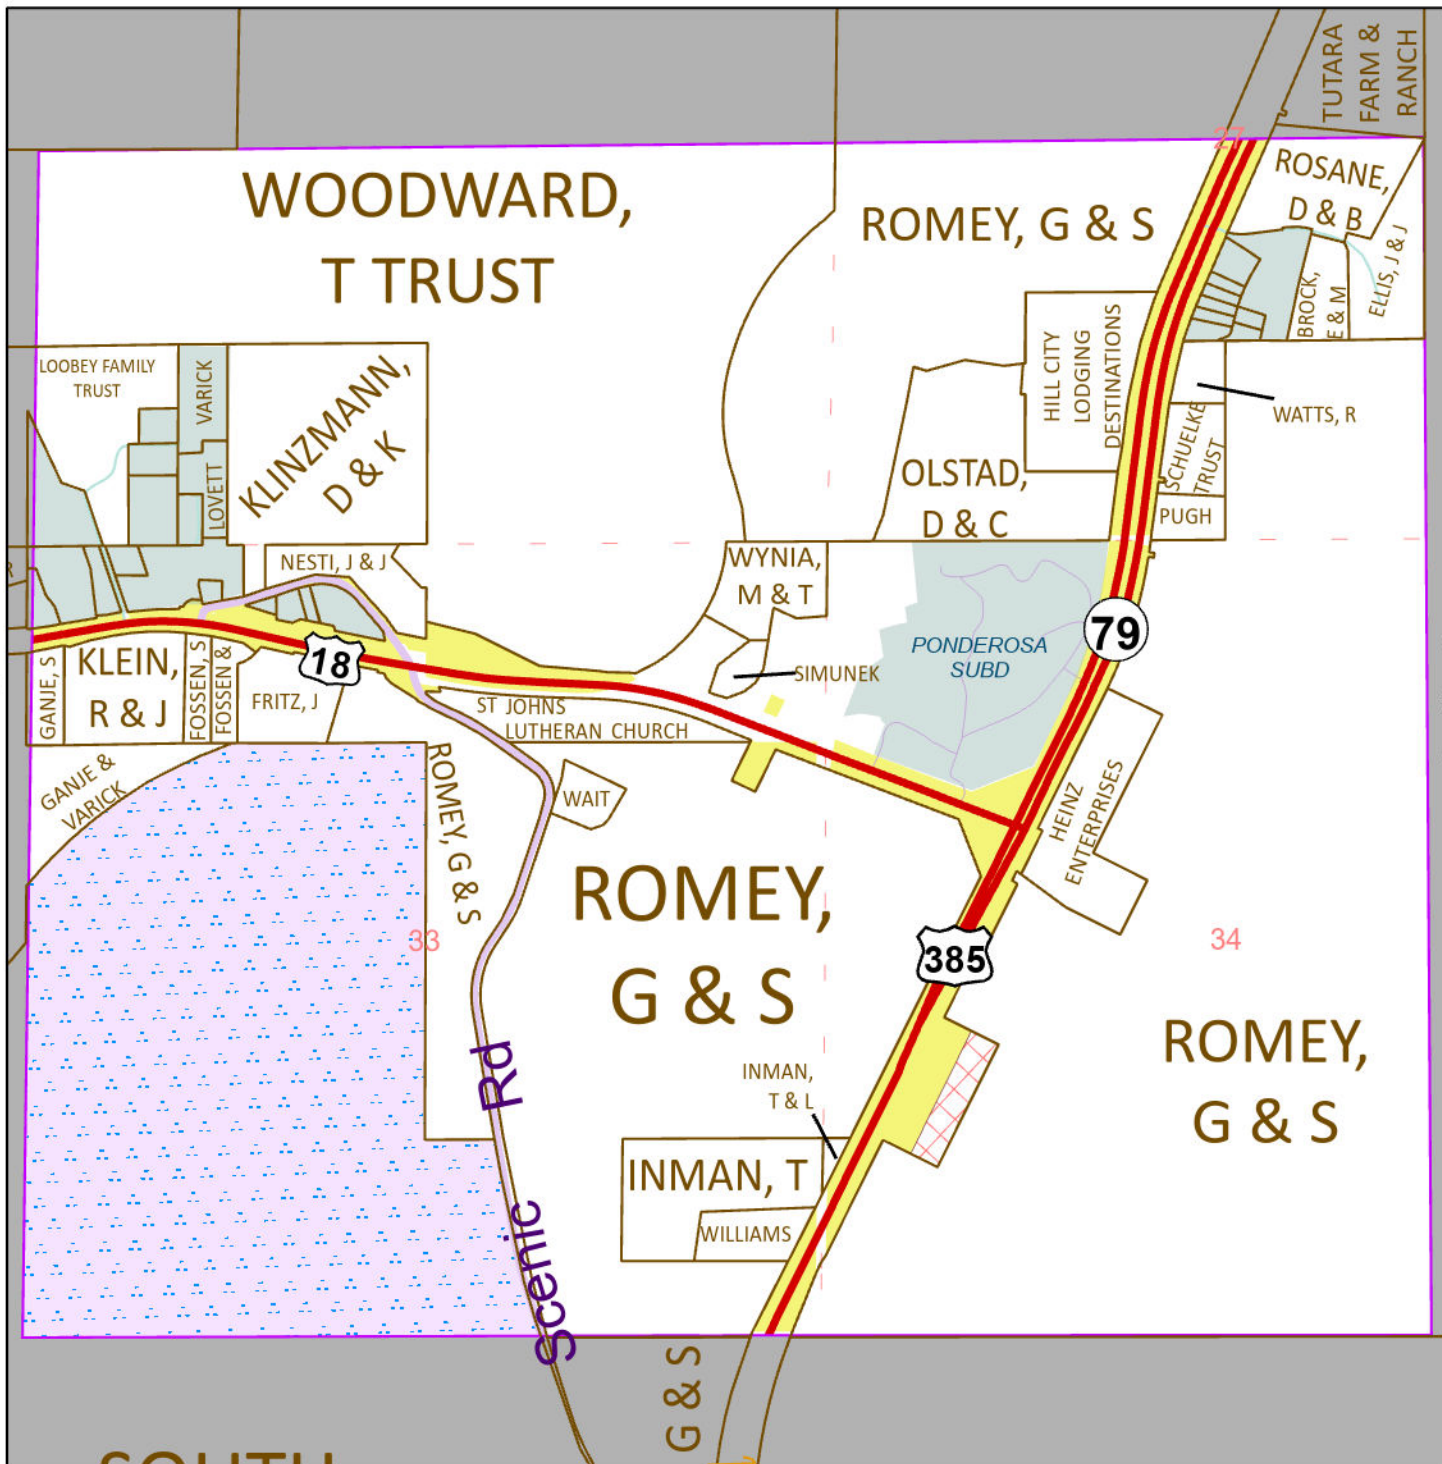 TUTARA
FARM &
RANCH
27
WOODWARD,
T TRUST
ROMEY, G & S
ROSANE,
D & B
ELLIS, J & J
BROCK,
E & M
HILL CITY
LODGING
DESTINATIONS
LOOBEY FAMILY
TRUST
VARICK
LOVETT
KLINZMANN,
D & K
WATTS, R
SCHUELKE
TRUST
PUGH
OLSTAD,
D & C
NESTI, J & J
WYNIA,
M & T
R
79
PONDEROSA
SUBD
SIMUNEK
18
GANJE, S
KLEIN,
R & J
FOSSEN, S
FOSSEN &
FRITZ, J
ST JOHNS
LUTHERAN CHURCH
GANJE &
VARICK
ROMEY, G & S
WAIT
HEINZ
ENTERPRISES
ROMEY,
G & S
33
34
385
ROMEY,
G & S
INMAN,
T & L
INMAN, T
WILLIAMS
Scenic Rd
G & S
SOUTH